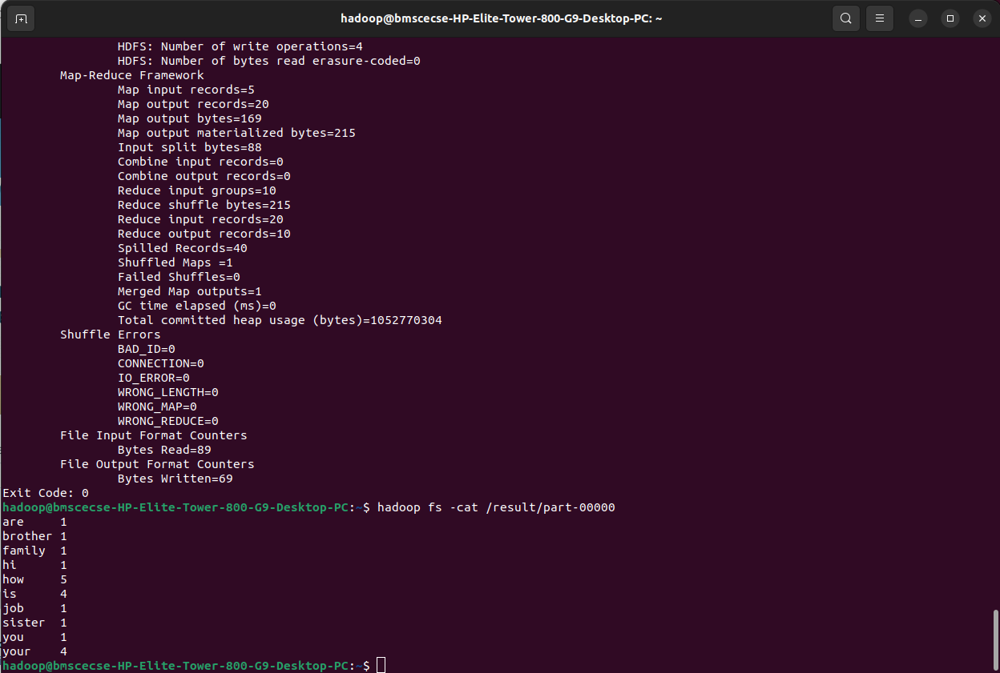 hadoop@bmscecse-HP-Elite-Tower-800-G9-Desktop-PC: ~
HDFS: Number of write operations=4
HDFS: Number of bytes read erasure-coded=0
Map-Reduce Framework
Map input records=5
Map output records=20
Map output bytes=169
Map output materialized bytes=215
Input split bytes=88
Combine input records=0
Combine output records=0
Reduce input groups=10
Reduce shuffle bytes=215
Reduce input records=20
Reduce output records=10
Spilled Records=40
Shuffled Maps =1
Failed Shuffles=0
Merged Map outputs=1
GC time elapsed (ms)=0
Total committed heap usage (bytes)=1052770304
Shuffle Errors
BAD_ID=0
CONNECTION=0
IO_ERROR=0
WRONG_LENGTH=0
WRONG_MAP=0
WRONG_REDUCE=0
File Input Format Counters
Bytes Read=89
File Output Format Counters
Bytes Written=69
Exit Code: 0
hadoop@bmscecse-HP-Elite-Tower-800-G9-Desktop-PC:~$ hadoop fs -cat /result/part-00000
are 1
brother 1
family 1
hi 1
how 5
is 4
job 1
sister 1
you 1
your 4
hadoop@bmscecse-HP-Elite-Tower-800-G9-Desktop-PC:~$